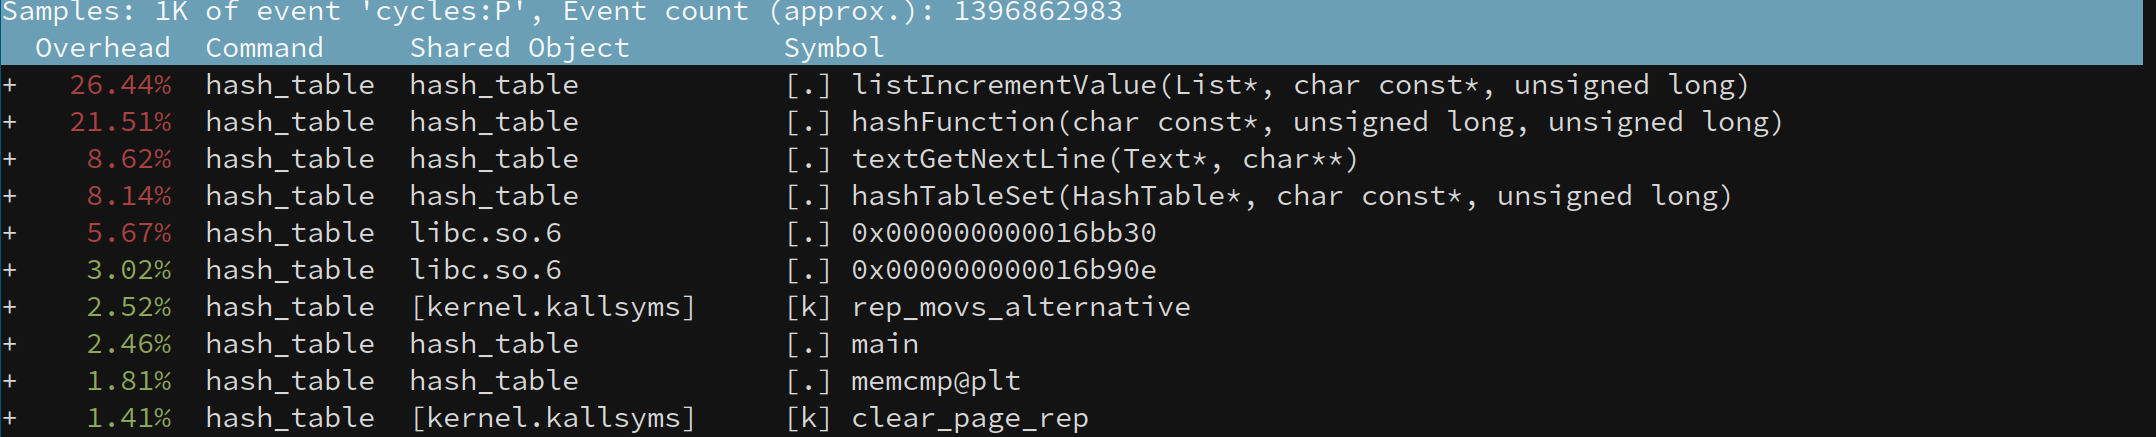 Samples: 1K of event 'cycles:P', Event count (approx.): 1396862983
Overhead  Command  Shared Object  Symbol
+ 26.44% hash_table hash_table [.] listIncrementValue(List*, char const*, unsigned long)
+ 21.51% hash_table hash_table [.] hashFunction(char const*, unsigned long, unsigned long)
+ 8.62% hash_table hash_table [.] textGetNextLine(Text*, char**)
+ 8.14% hash_table hash_table [.] hashTableSet(HashTable*, char const*, unsigned long)
+ 5.67% hash_table libc.so.6 [.] 0x000000000016bb30
+ 3.02% hash_table libc.so.6 [.] 0x000000000016b90e
+ 2.52% hash_table [kernel.kallsyms] [k] rep_movs_alternative
+ 2.46% hash_table hash_table [.] main
+ 1.81% hash_table hash_table [.] memcmp@plt
+ 1.41% hash_table [kernel.kallsyms] [k] clear_page_rep